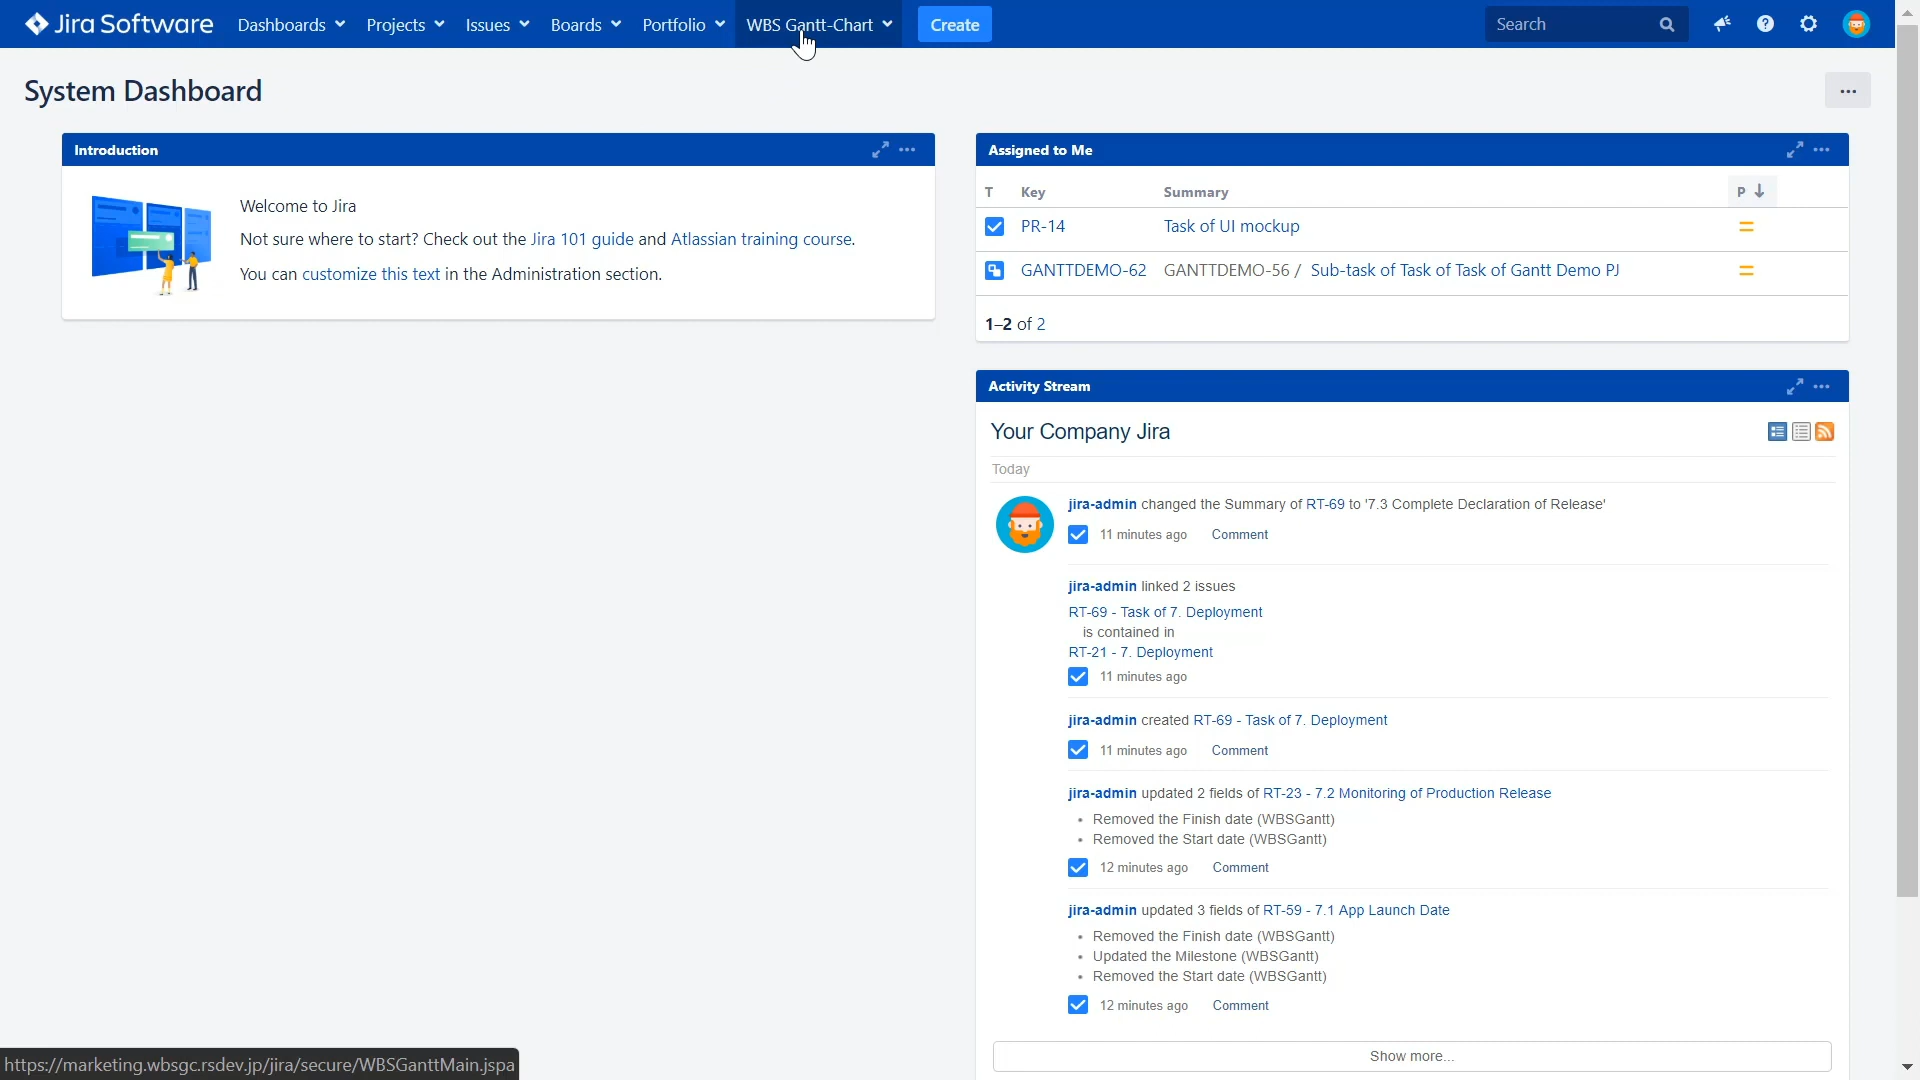 Jira Software Dashboards Projects Issues Boards Portfolio WBS Gantt-Chart Create Search
System Dashboard
Introduction
Welcome to Jira
Not sure where to start? Check out the Jira 101 guide and Atlassian training course.
You can customize this text in the Administration section.
Assigned to Me
T Key Summary P
PR-14 Task of UI mockup
GANTTDEMO-62 GANTTDEMO-56 / Sub-task of Task of Task of Gantt Demo PJ
1–2 of 2
Activity Stream
Your Company Jira
Today
jira-admin changed the Summary of RT-69 to '7.3 Complete Declaration of Release'
11 minutes ago Comment
jira-admin linked 2 issues
RT-69 - Task of 7. Deployment
is contained in
RT-21 - 7. Deployment
11 minutes ago
jira-admin created RT-69 - Task of 7. Deployment
11 minutes ago Comment
jira-admin updated 2 fields of RT-23 - 7.2 Monitoring of Production Release
• Removed the Finish date (WBSGantt)
• Removed the Start date (WBSGantt)
12 minutes ago Comment
jira-admin updated 3 fields of RT-59 - 7.1 App Launch Date
• Removed the Finish date (WBSGantt)
• Updated the Milestone (WBSGantt)
• Removed the Start date (WBSGantt)
12 minutes ago Comment
Show more...
https://marketing.wbsgc.rsdev.jp/jira/secure/WBSGanttMain.jspa